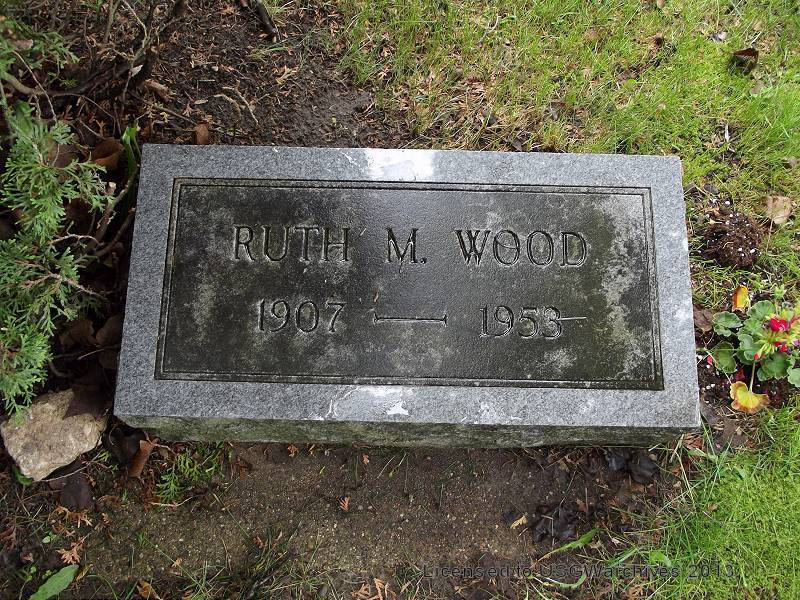 RUTH M. WOOD
1907 — 1953
Licensed to USGWarchives 2013